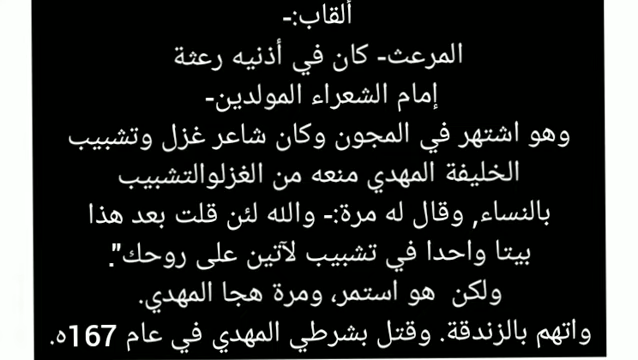 ألقاب:-
المرعث- كان في أذنيه رعثة
إمام الشعراء المولدين-
وهو اشتهر في المجون وكان شاعر غزل وتشبيب
الخليفة المهدي منعه من الغزلوالتشبيب
بالنساء, وقال له مرة:- والله لئن قلت بعد هذا
بيتا واحدا في تشبيب لآتين على روحك".
ولكن هو استمر، ومرة هجا المهدي.
واتهم بالزندقة. وقتل بشرطي المهدي في عام 167ه.